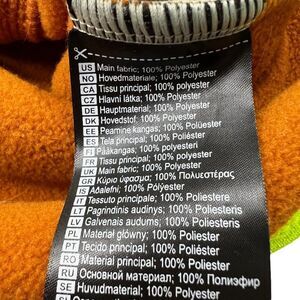 US Main fabric; 100% Polyester
NO Hovedmateriale; 100% Polyester
CA Tissu principal; 100% Polyester
CZ Hlavní látka; 100% Polyester
DE Hauptmaterial; 100% Polyester
DK Hovedstof; 100% Polyester
EE Peamine kangas; 100% Polyester
ES Tela principal; 100% Poliéster
FI Pääkangas; 100% Polyesteri
FR Tissu principal; 100% Polyester
UK Main fabric; 100% Polyester
GR Κύριο ύφασμα; 100% Πολυεστέρας
IS Aðalefni; 100% Pólýester
IT Tessuto principale; 100% Poliestere
LT Pagrindinis audinys; 100% Poliesteris
LV Galvenais audums; 100% Poliesteris
PL Materiał główny; 100% Poliester
PT Tecido principal; 100% Poliéster
RO Material principal; 100% Poliester
RU Основной материал; 100% Полиэфир
SE Huvudmaterial; 100% Polyester